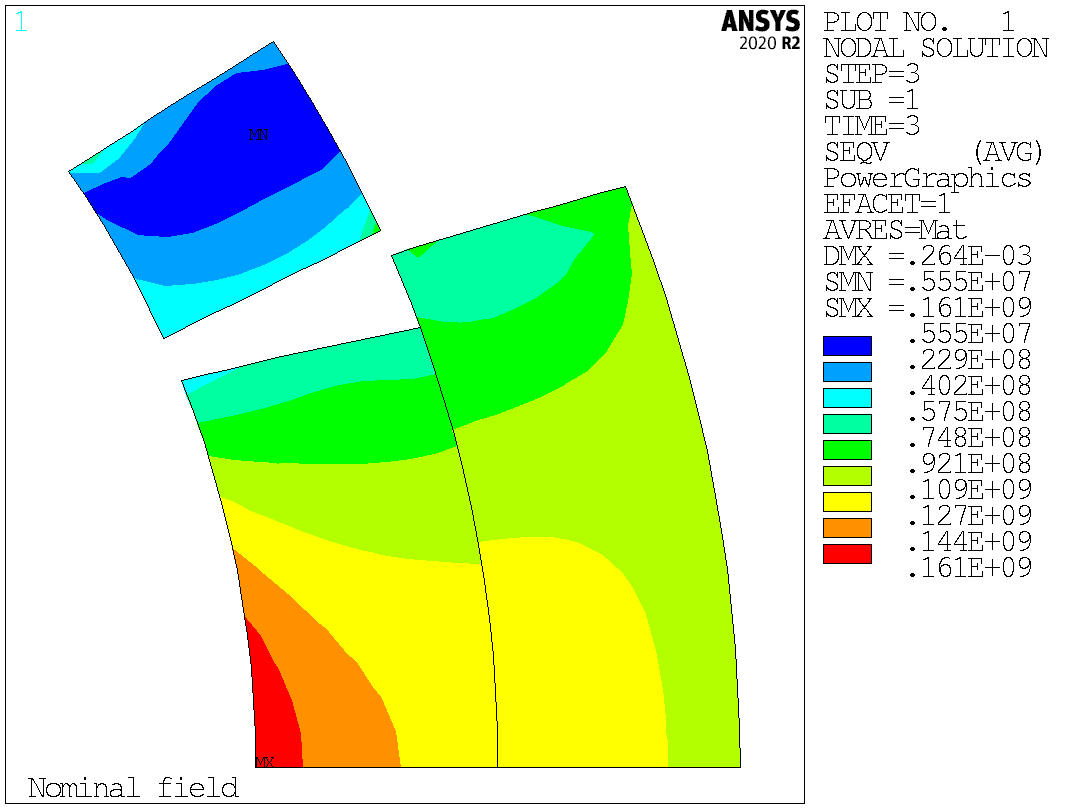 1
ANSYS
2020 R2
PLOT NO.   1
NODAL SOLUTION
STEP=3
SUB =1
TIME=3
SEQV     (AVG)
PowerGraphics
EFACET=1
AVRES=Mat
DMX =.264E-03
SMN =.555E+07
SMX =.161E+09
.555E+07
.229E+08
.402E+08
.575E+08
.748E+08
.921E+08
.109E+09
.127E+09
.144E+09
.161E+09
MN
MX
Nominal field